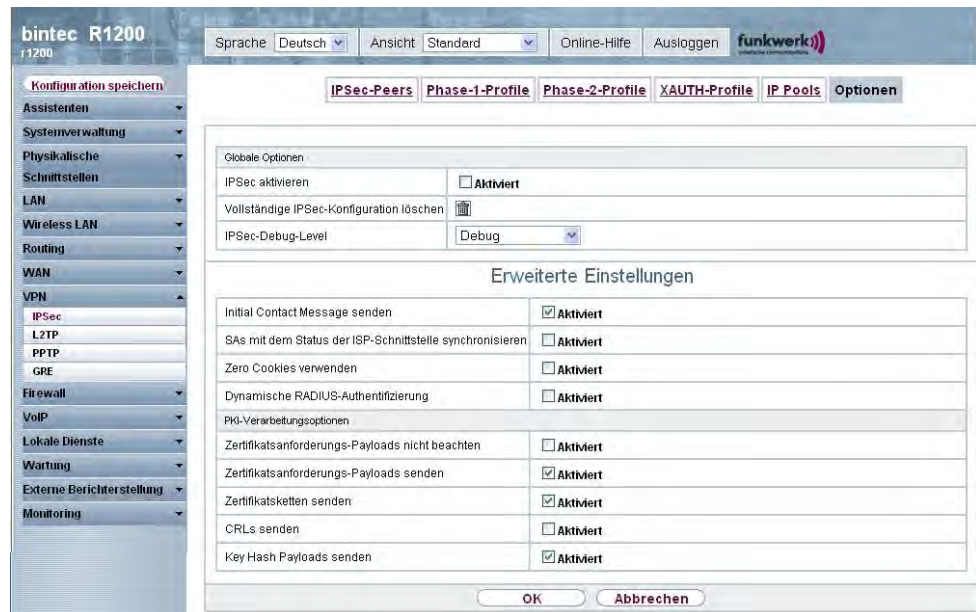 bintec R1200
r1200
Sprache Deutsch Ansicht Standard Online-Hilfe Ausloggen funkwerk
Konfiguration speichern
Assistenten
Systemverwaltung
Physikalische
Schnittstellen
LAN
Wireless LAN
Routing
WAN
VPN
IPSec
L2TP
PPTP
GRE
Firewall
VoIP
Lokale Dienste
Wartung
Externe Berichterstellung
Monitoring
IPSec-Peers Phase-1-Profile Phase-2-Profile XAUTH-Profile IP Pools Optionen
Globale Optionen
IPSec aktivieren Aktiviert
Vollständige IPSec-Konfiguration löschen
IPSec-Debug-Level Debug
Erweiterte Einstellungen
Initial Contact Message senden Aktiviert
SAs mit dem Status der ISP-Schnittstelle synchronisieren Aktiviert
Zero Cookies verwenden Aktiviert
Dynamische RADIUS-Authentifizierung Aktiviert
PKI-Verarbeitungsoptionen
Zertifikatsanforderungs-Payloads nicht beachten Aktiviert
Zertifikatsanforderungs-Payloads senden Aktiviert
Zertifikatsketten senden Aktiviert
CRLs senden Aktiviert
Key Hash Payloads senden Aktiviert
OK Abbrechen